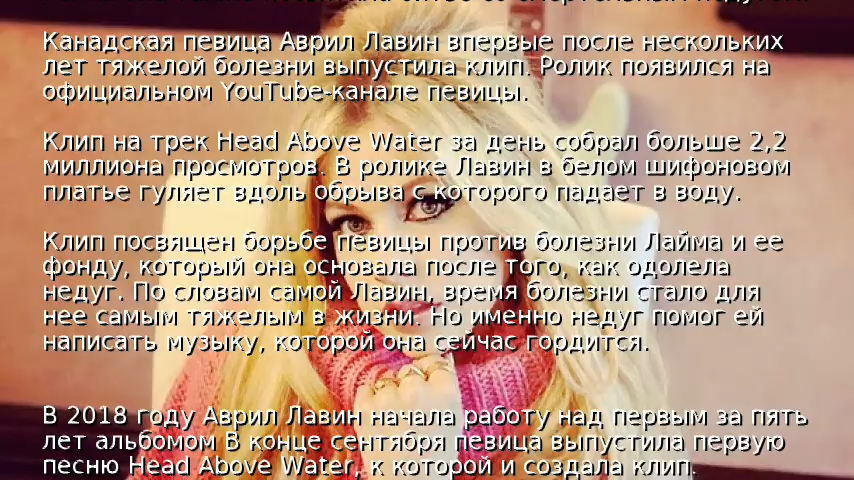 Канадская певица Аврил Лавин впервые после нескольких
лет тяжелой болезни выпустила клип. Ролик появился на
официальном YouTube-канале певицы.
Клип на трек Head Above Water за день собрал больше 2,2
миллиона просмотров. В ролике Лавин в белом шифоновом
платье гуляет вдоль обрыва с которого падает в воду.
Клип посвящен борьбе певицы против болезни Лайма и ее
фонду, который она основала после того, как одолела
недуг. По словам самой Лавин, время болезни стало для
нее самым тяжелым в жизни. Но именно недуг помог ей
написать музыку, которой она сейчас гордится.
В 2018 году Аврил Лавин начала работу над первым за пять
лет альбомом В конце сентября певица выпустила первую
песню Head Above Water, к которой и создала клип.